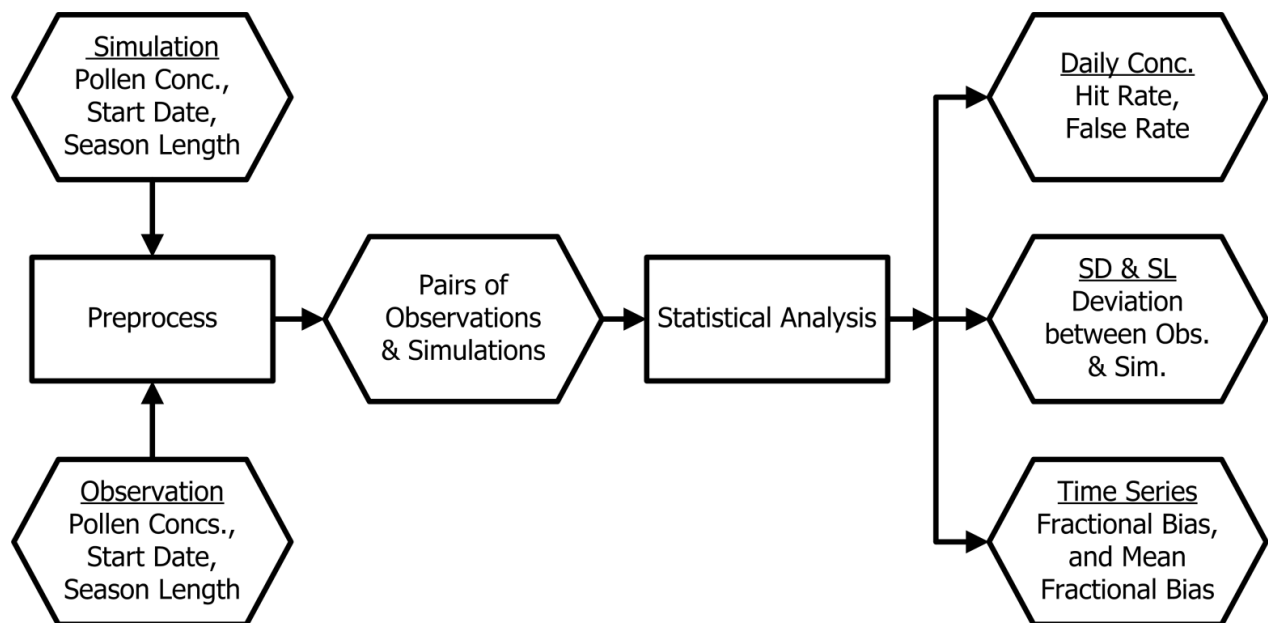 Simulation
Pollen Conc.,
Start Date,
Season Length
Preprocess
Observation
Pollen Concs.,
Start Date,
Season Length
Pairs of
Observations
& Simulations
Statistical Analysis
Daily Conc.
Hit Rate,
False Rate
SD & SL
Deviation
between Obs.
& Sim.
Time Series
Fractional Bias,
and Mean
Fractional Bias